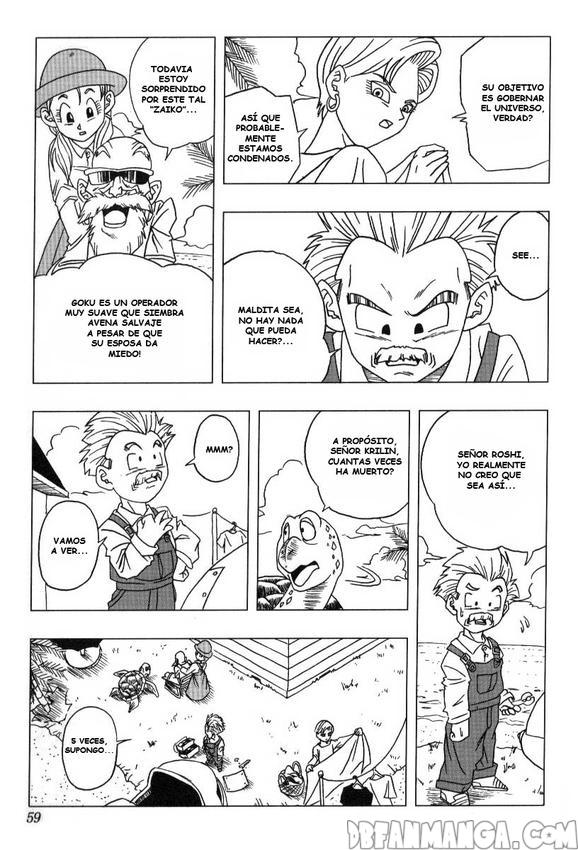 SU OBJETIVO
ES GOBERNAR
EL UNIVERSO,
VERDAD?
ASÍ QUE
PROBABLE-
MENTE
ESTAMOS
CONDENADOS.
SEE...
MALDITA SEA,
NO HAY NADA
QUE PUEDA
HACER?...
TODAVIA
ESTOY
SORPRENDIDO
POR ESTE TAL
"ZAIKO"...
GOKU ES UN OPERADOR
MUY SUAVE QUE SIEMBRA
AVENA SALVAJE
A PESAR DE QUE
SU ESPOSA DA
MIEDO!
SEÑOR ROSHI,
YO REALMENTE
NO CREO QUE
SEA ASÍ...
A PROPÓSITO,
SEÑOR KRILIN,
CUANTAS VECES
HA MUERTO?
MMM?
VAMOS
A VER...
5 VECES,
SUPONGO...
59
DBFANMANGA.COM